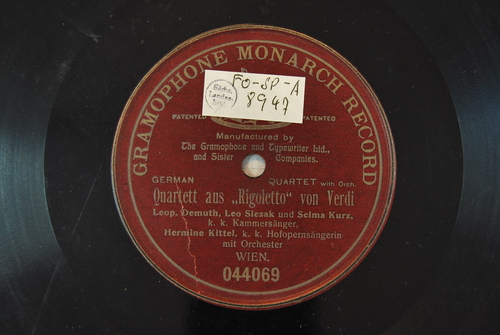 GRAMOPHONE MONARCH RECORD
FO-SP-A
8947
PATENTED PATENTED
Manufactured by
The Gramophone and Typewriter Ltd.,
and Sister Companies.
GERMAN QUARTET with Orch.
Quartett aus „Rigoletto" von Verdi
Leop. Demuth, Leo Slezak und Selma Kurz,
k. k. Kammersänger,
Hermine Kittel, k. k. Hofopernsängerin
mit Orchester
WIEN.
044069